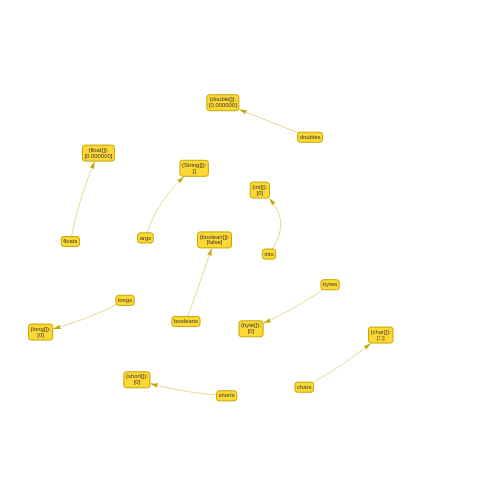 (double[]):
[0.000000]
doubles
(float[]):
[0.000000]
(String[]):
[]
(int[]):
[0]
floats
args
(boolean[]):
[false]
ints
bytes
longs
booleans
(byte[]):
[0]
(long[]):
[0]
(char[]):
[□]
(short[]):
[0]
chars
shorts